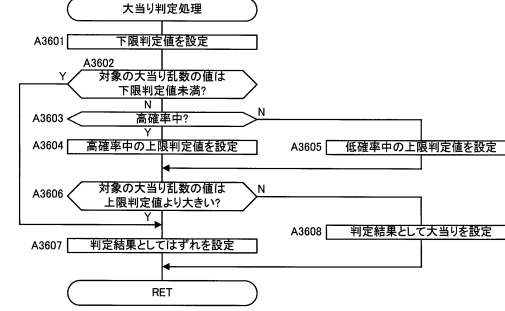 大当り判定処理
A3601
下限判定値を設定
A3602
Y
対象の大当り乱数の値は
下限判定値未満?
N
A3603
高確率中?
N
Y
A3604
高確率中の上限判定値を設定
A3605
低確率中の上限判定値を設定
A3606
対象の大当り乱数の値は
上限判定値より大きい?
N
Y
A3607
判定結果としてはずれを設定
A3608
判定結果として大当りを設定
RET